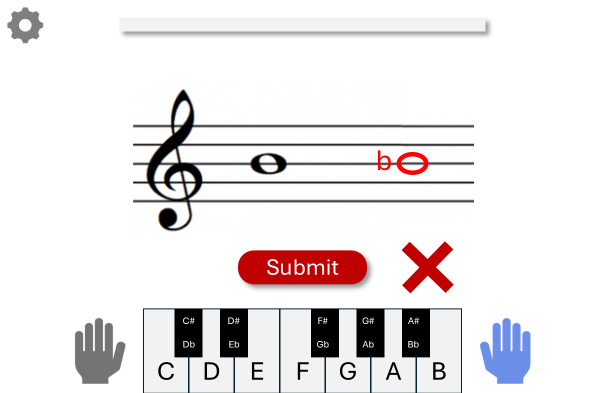 b
Submit
C# D# F# G# A#
Db Eb Gb Ab Bb
C D E F G A B